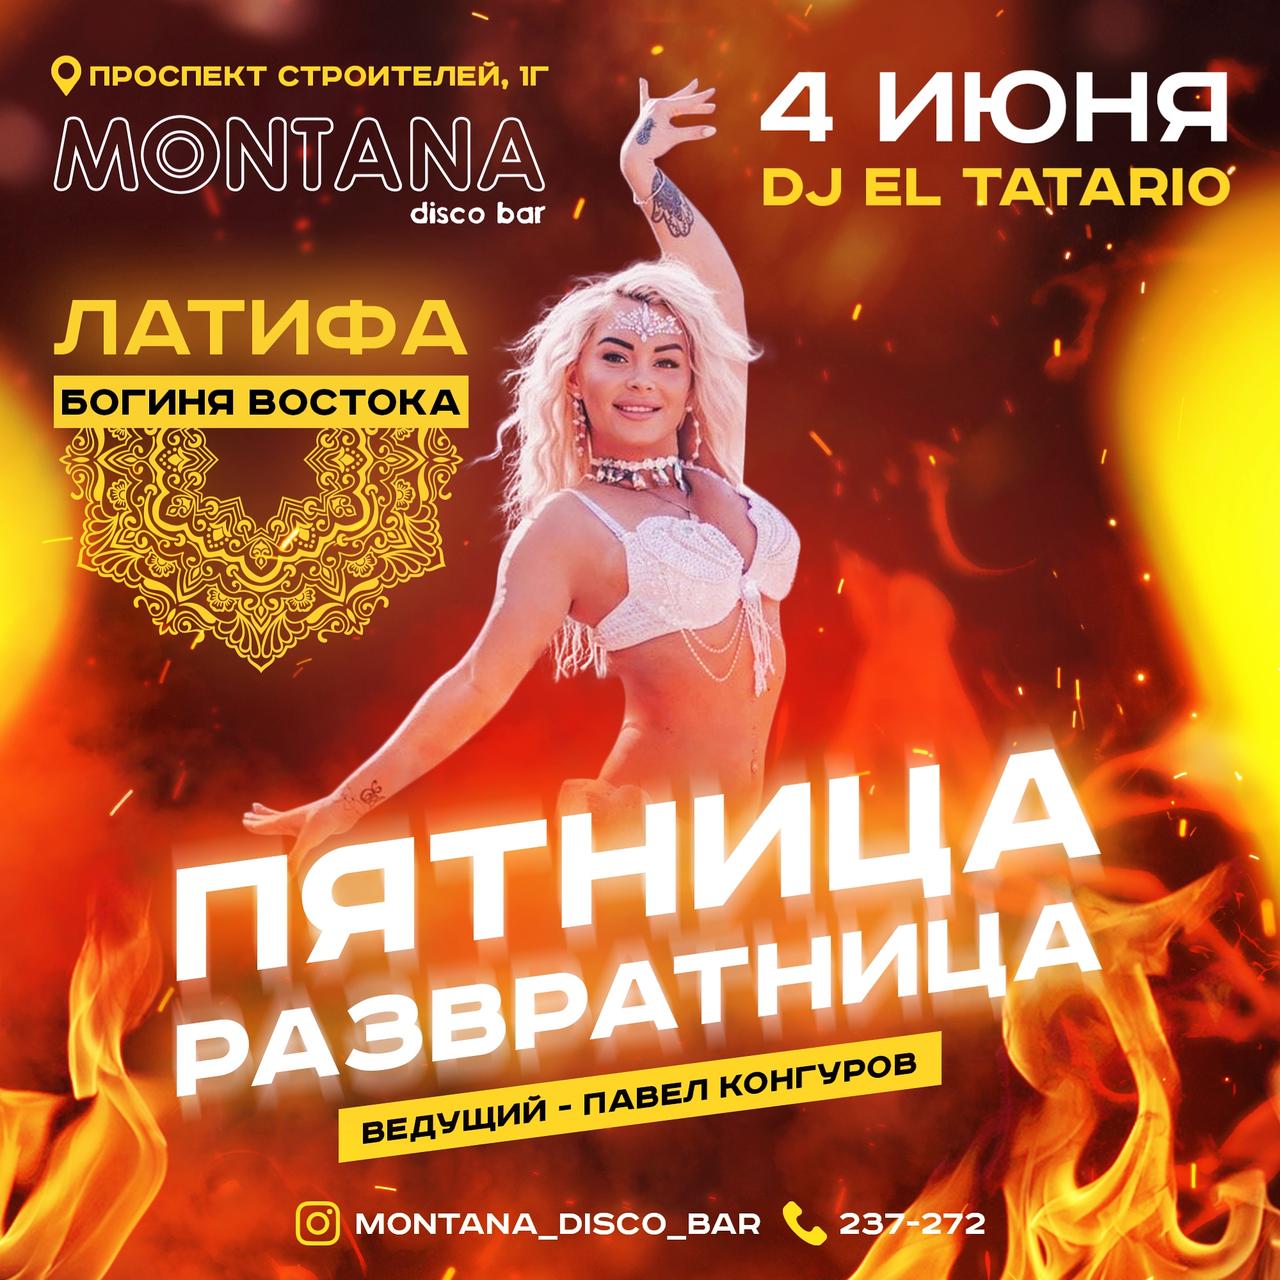 ПРОСПЕКТ СТРОИТЕЛЕЙ, 1Г
MONTANA
disco bar
4 ИЮНЯ
DJ EL TATARIO
ЛАТИФА
БОГИНЯ ВОСТОКА
ПЯТНИЦА
РАЗВРАТНИЦА
ВЕДУЩИЙ - ПАВЕЛ КОНГУРОВ
MONTANA_DISCO_BAR
237-272